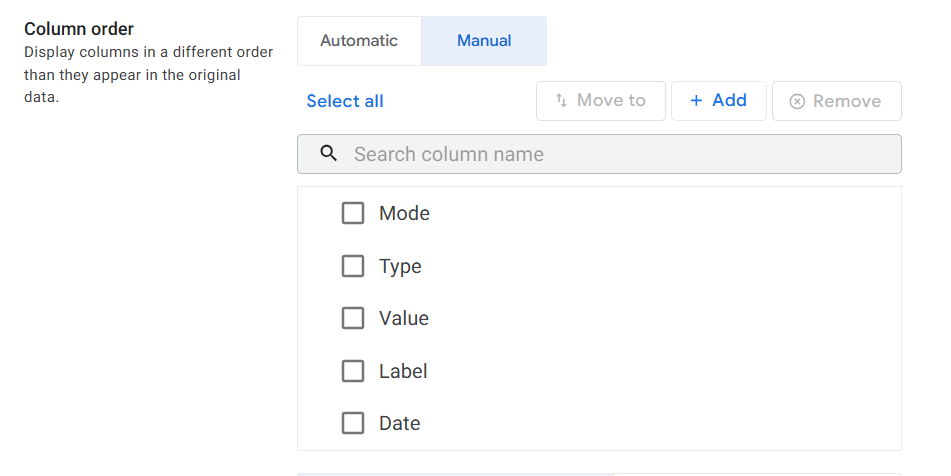 Column order
Display columns in a different order
than they appear in the original
data.
Automatic
Manual
Select all
Move to
+ Add
Remove
Search column name
Mode
Type
Value
Label
Date